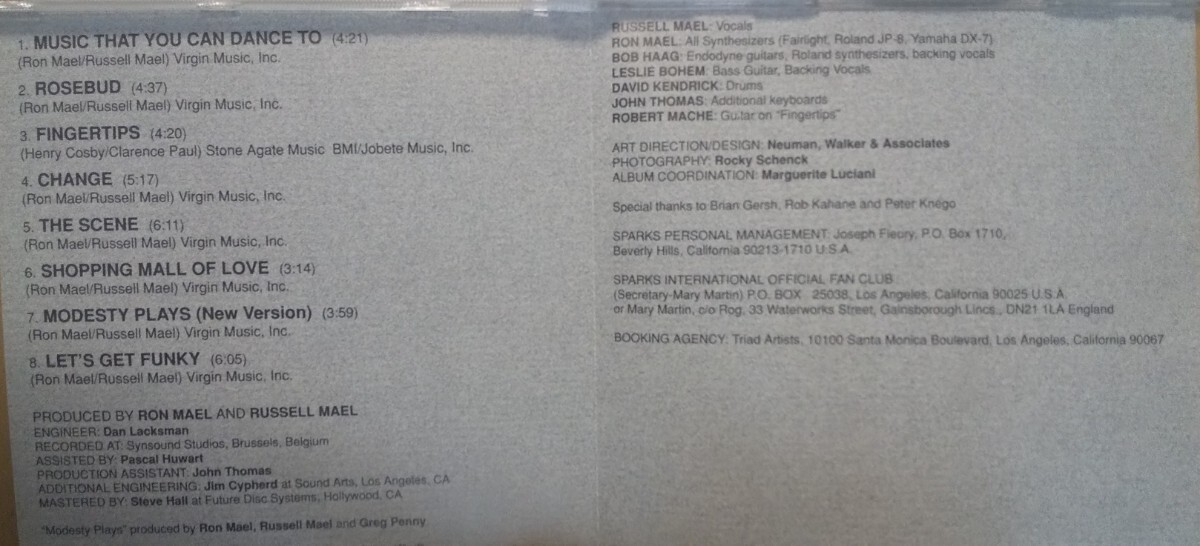 1. MUSIC THAT YOU CAN DANCE TO (4:21)
(Ron Mael/Russell Mael) Virgin Music, Inc.
2. ROSEBUD (4:37)
(Ron Mael/Russell Mael) Virgin Music, Inc.
3. FINGERTIPS (4:20)
(Henry Cosby/Clarence Paul) Stone Agate Music BMI/Jobete Music, Inc.
4. CHANGE (5:17)
(Ron Mael/Russell Mael) Virgin Music, Inc.
5. THE SCENE (6:11)
(Ron Mael/Russell Mael) Virgin Music, Inc.
6. SHOPPING MALL OF LOVE (3:14)
(Ron Mael/Russell Mael) Virgin Music, Inc.
7. MODESTY PLAYS (New Version) (3:59)
(Ron Mael/Russell Mael) Virgin Music, Inc.
8. LET'S GET FUNKY (6:05)
(Ron Mael/Russell Mael) Virgin Music, Inc.
PRODUCED BY RON MAEL AND RUSSELL MAEL
ENGINEER: Dan Lacksman
RECORDED AT: Synsound Studios, Brussels, Belgium
ASSISTED BY: Pascal Huwart
PRODUCTION ASSISTANT: John Thomas
ADDITIONAL ENGINEERING: Jim Cypherd at Sound Arts, Los Angeles, CA
MASTERED BY: Steve Hall at Future Disc Systems, Hollywood, CA
"Modesty Plays" produced by Ron Mael, Russell Mael and Greg Penny
RUSSELL MAEL: Vocals
RON MAEL: All Synthesizers (Fairlight, Roland JP-8, Yamaha DX-7)
BOB HAAG: Endodyne guitars, Roland synthesizers, backing vocals
LESLIE BOHEM: Bass Guitar, Backing Vocals
DAVID KENDRICK: Drums
JOHN THOMAS: Additional keyboards
ROBERT MACHE: Guitar on "Fingertips"
ART DIRECTION/DESIGN: Neuman, Walker & Associates
PHOTOGRAPHY: Rocky Schenck
ALBUM COORDINATION: Marguerite Luciani
Special thanks to Brian Gersh, Rob Kahane and Peter Knego
SPARKS PERSONAL MANAGEMENT: Joseph Fleury, P.O. Box 1710,
Beverly Hills, California 90213-1710 U.S.A.
SPARKS INTERNATIONAL OFFICIAL FAN CLUB
(Secretary-Mary Martin) P.O. BOX 25038, Los Angeles, California 90025 U.S.A.
or Mary Martin, c/o Rog, 33 Waterworks Street, Gainsborough Lincs., DN21 1LA England
BOOKING AGENCY: Triad Artists, 10100 Santa Monica Boulevard, Los Angeles, California 90067